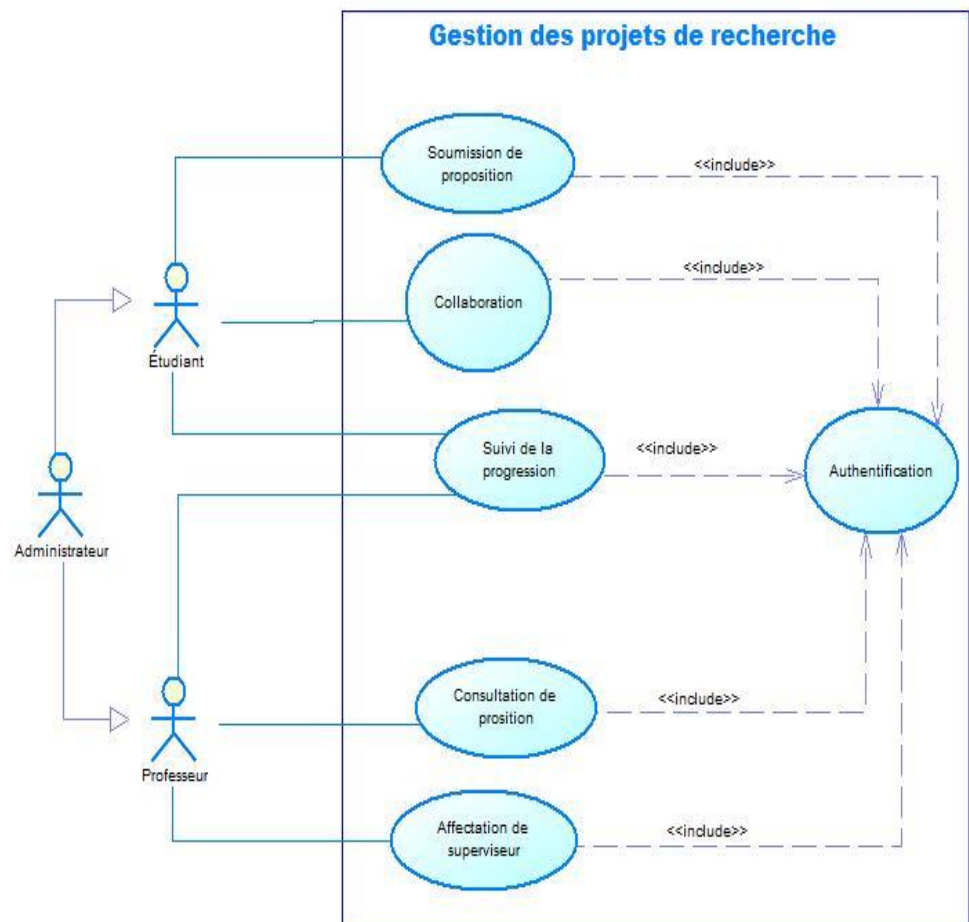 Gestion des projets de recherche
Soumission de
proposition
<<include>>
Collaboration
<<include>>
Étudiant
Suivi de la
progression
<<include>>
Authentification
Administrateur
Consultation de
prosition
<<include>>
Professeur
Affectation de
superviseur
<<include>>